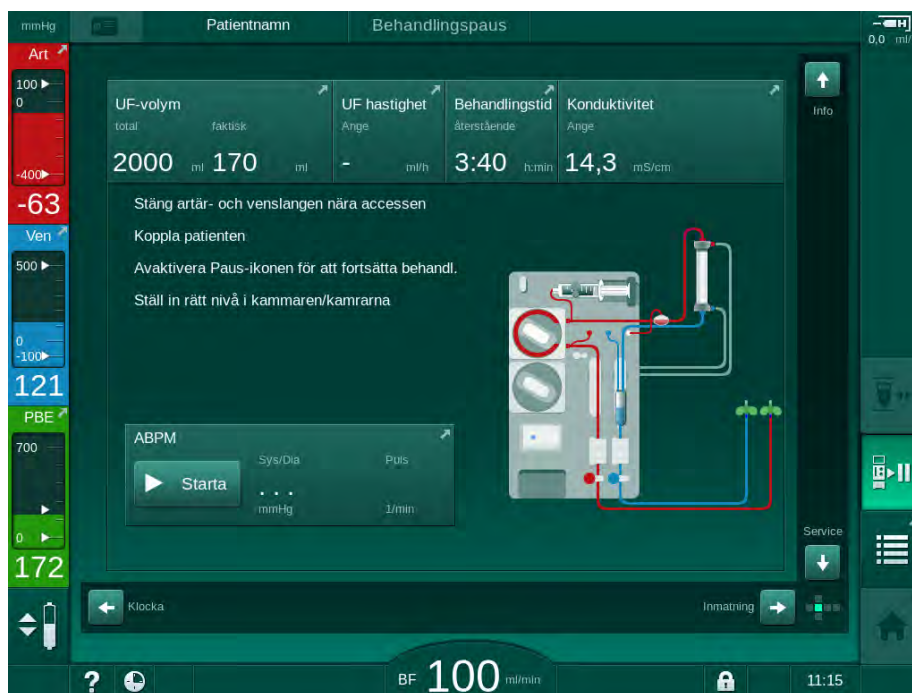 mmHg Patientnamn Behandlingspaus
0,0 ml/
Art
100
0
-400
-63
Ven
500
0
-100
121
PBE
700
0
172
UF-volym UF hastighet Behandlingstid Konduktivitet
total faktisk Ange återstående Ange
2000 ml 170 ml - ml/h 3:40 h:min 14,3 mS/cm
Info
Stäng artär- och venslangen nära accessen
Koppla patienten
Avaktivera Paus-ikonen för att fortsätta behandl.
Ställ in rätt nivå i kammaren/kamrarna
ABPM
Sys/Dia Puls
Starta . . .
mmHg 1/min
Service
Klocka Inmatning
? BF 100 ml/min 11:15